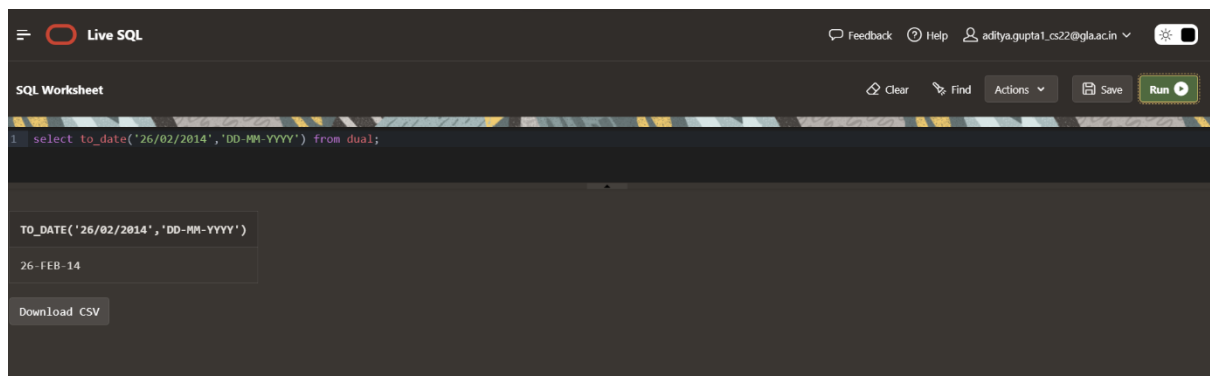 Live SQL
Feedback Help aditya.gupta1_cs22@gla.ac.in
SQL Worksheet
Clear Find Actions Save Run
1 select to_date('26/02/2014','DD-MM-YYYY') from dual;
TO_DATE('26/02/2014','DD-MM-YYYY')
26-FEB-14
Download CSV